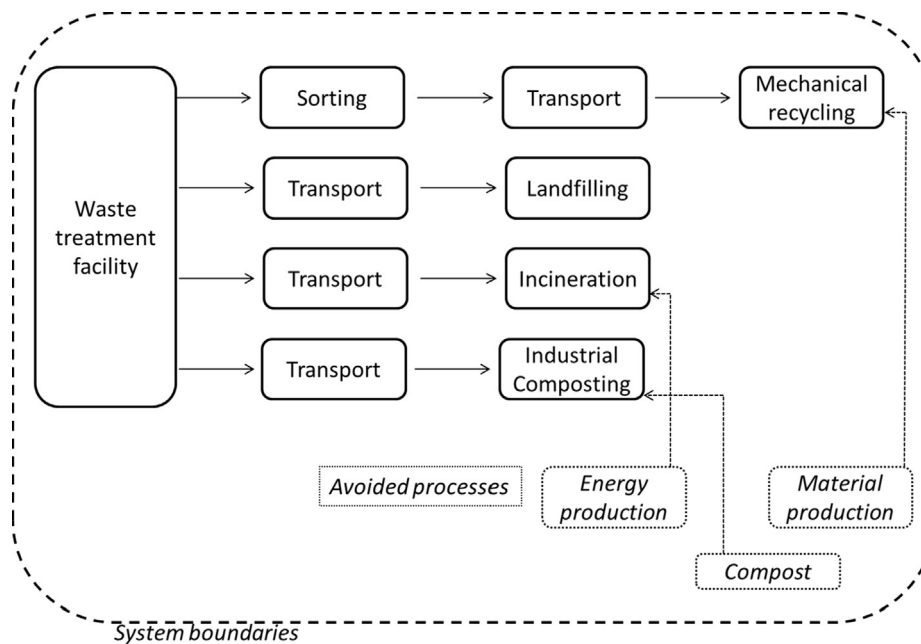 Sorting
Transport
Mechanical
recycling
Waste
treatment
facility
Transport
Landfilling
Transport
Incineration
Transport
Industrial
Composting
Avoided processes
Energy
production
Material
production
Compost
System boundaries